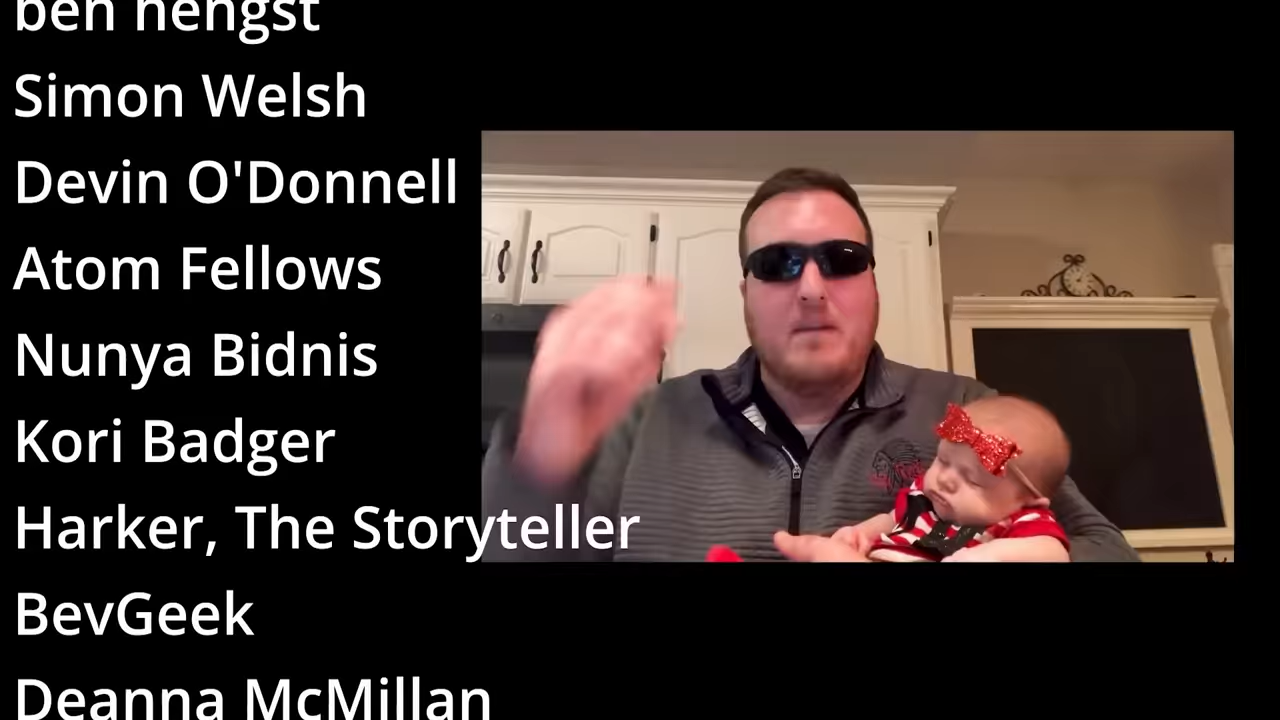 ben hengst
Simon Welsh
Devin O'Donnell
Atom Fellows
Nunya Bidnis
Kori Badger
Harker, The Storyteller
BevGeek
Deanna McMillan